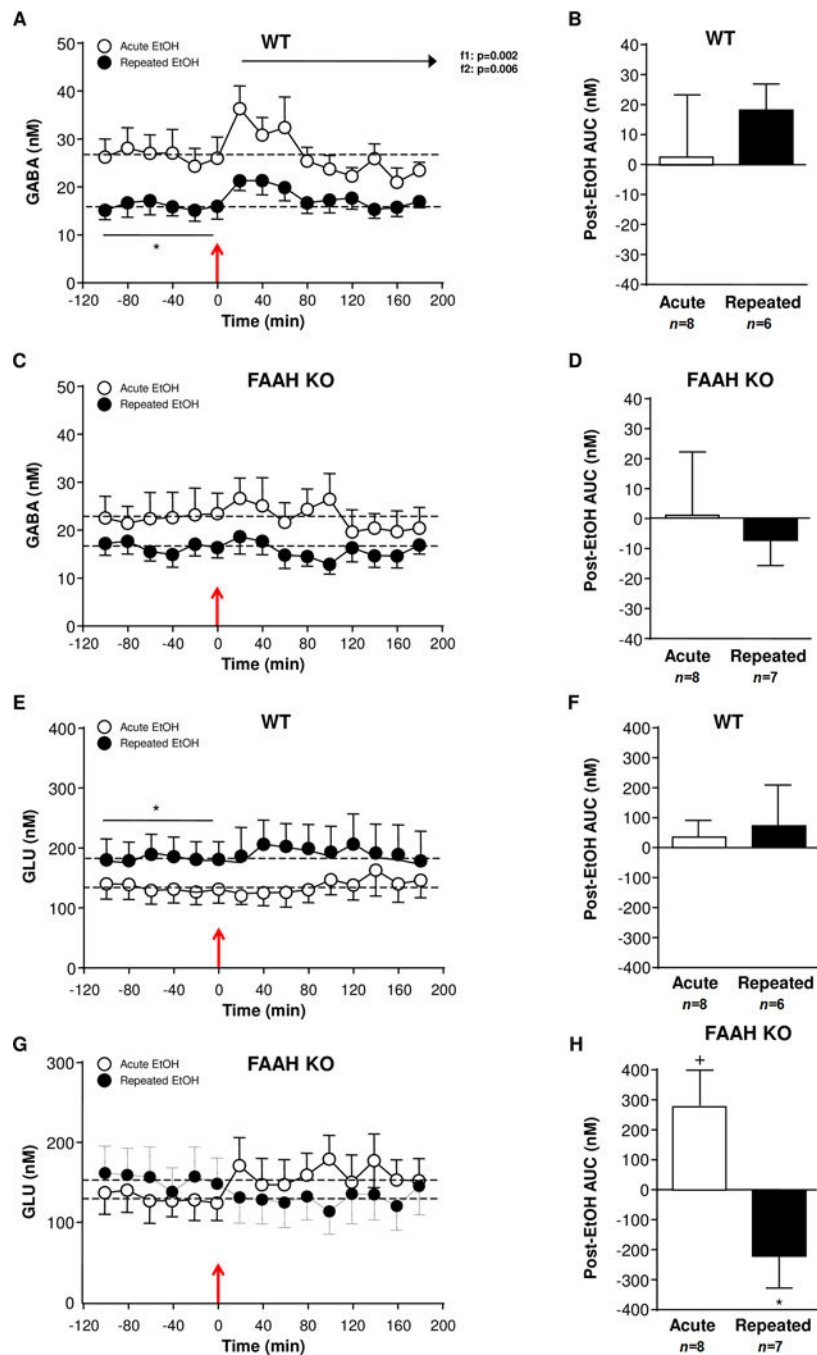 A
WT
Acute EtOH
Repeated EtOH
f1: p=0.002
f2: p=0.006
GABA (nM)
50
40
30
20
10
0
*
-120 -80 -40 0 40 80 120 160 200
Time (min)
B
WT
Post-EtOH AUC (nM)
40
30
20
10
0
-10
-20
-30
-40
Acute Repeated
n=8 n=6
C
FAAH KO
Acute EtOH
Repeated EtOH
GABA (nM)
50
40
30
20
10
0
-120 -80 -40 0 40 80 120 160 200
Time (min)
D
FAAH KO
Post-EtOH AUC (nM)
40
30
20
10
0
-10
-20
-30
-40
Acute Repeated
n=8 n=7
E
WT
Acute EtOH
Repeated EtOH
GLU (nM)
400
300
200
100
0
*
-120 -80 -40 0 40 80 120 160 200
Time (min)
F
WT
Post-EtOH AUC (nM)
400
300
200
100
0
-100
-200
-300
-400
Acute Repeated
n=8 n=6
G
FAAH KO
Acute EtOH
Repeated EtOH
GLU (nM)
300
200
100
0
-120 -80 -40 0 40 80 120 160 200
Time (min)
H
FAAH KO
Post-EtOH AUC (nM)
400
300
200
100
0
-100
-200
-300
-400
+
*
Acute Repeated
n=8 n=7